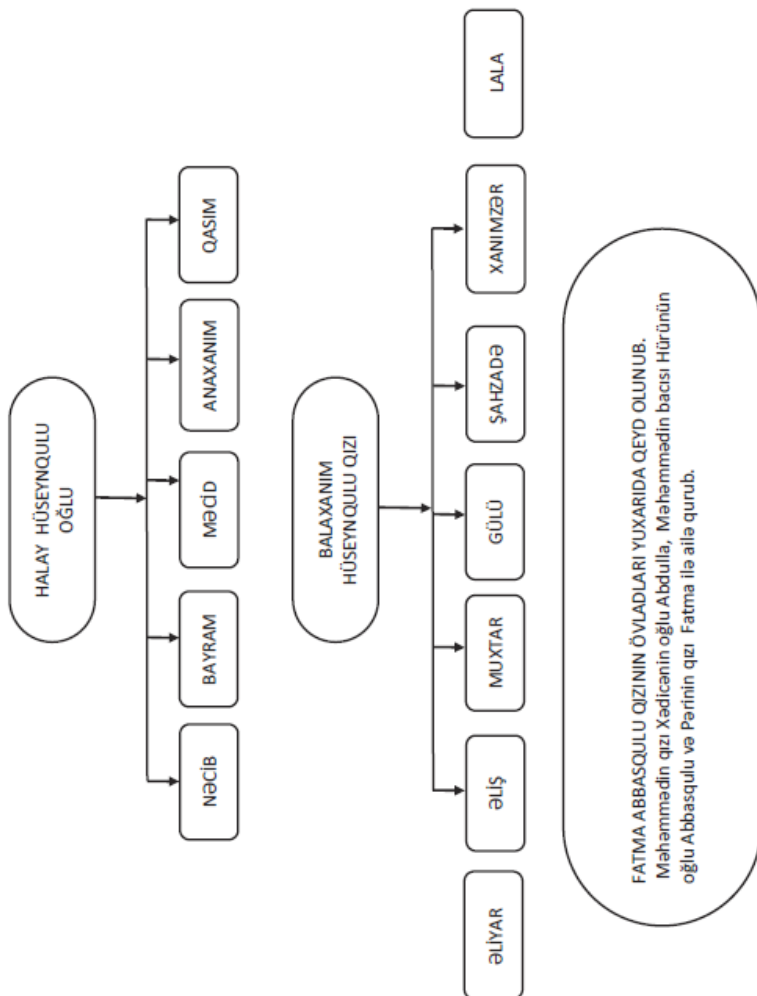 HALAY HÜSEYNQULU
OĞLU
NƏCİB
BAYRAM
MƏCİD
ANAXANIM
QASIM
BALAXANIM
HÜSEYNQULU QIZI
ƏLİYAR
ƏLİŞ
MUXTAR
GÜLÜ
ŞAHZADƏ
XANIMZƏR
LALA
FATMA ABBASQULU QIZININ ÖVLADLARI YUXARIDA QEYD OLUNUB.
Məhəmmədin qızı Xədicənin oğlu Abdulla, Məhəmmədin bacısı Hürünün
oğlu Abbasqulu və Pərinin qızı Fatma ilə ailə qurub.